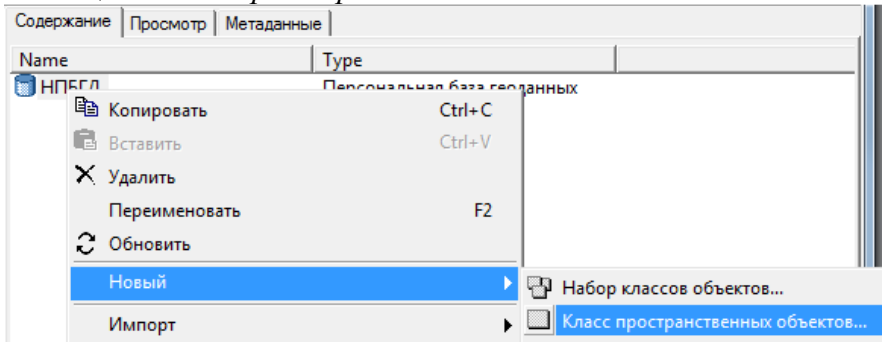 Содержание Просмотр Метаданные
Name Type
НПБГД Персональная база геоданных
Копировать Ctrl+C
Вставить Ctrl+V
Удалить
Переименовать F2
Обновить
Новый Набор классов объектов...
Импорт Класс пространственных объектов...